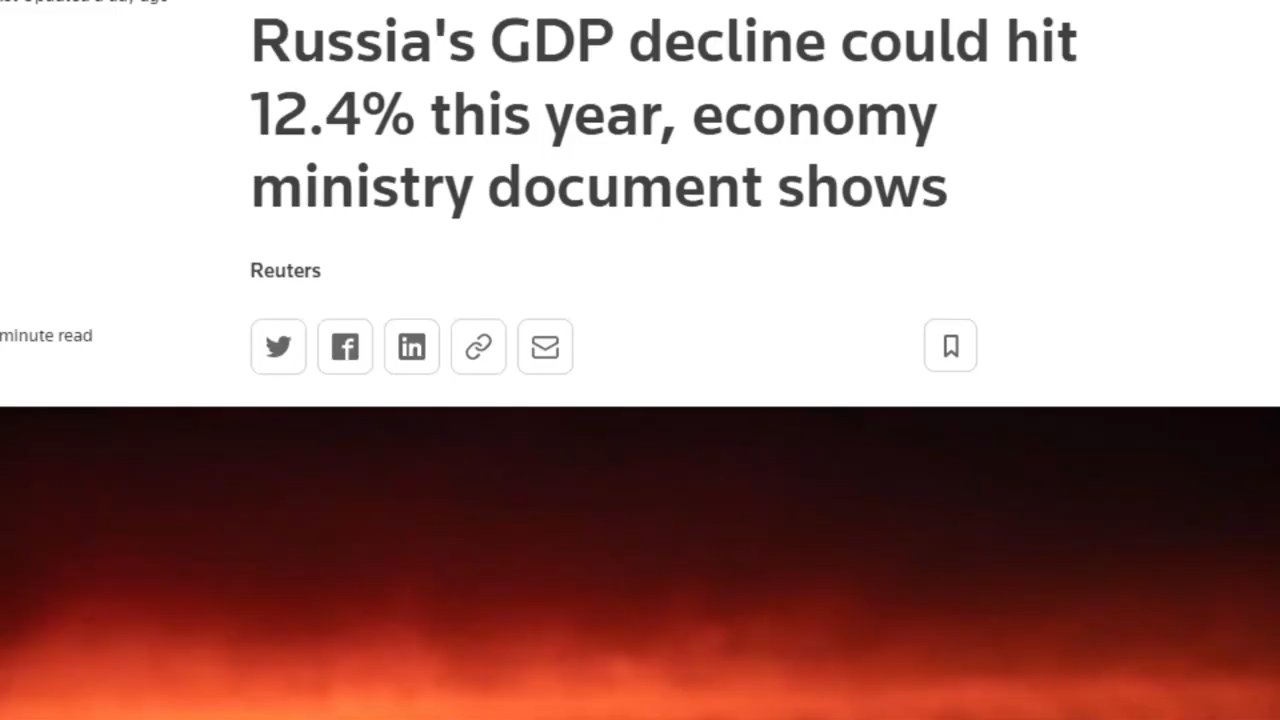 Russia's GDP decline could hit
12.4% this year, economy
ministry document shows
Reuters
minute read